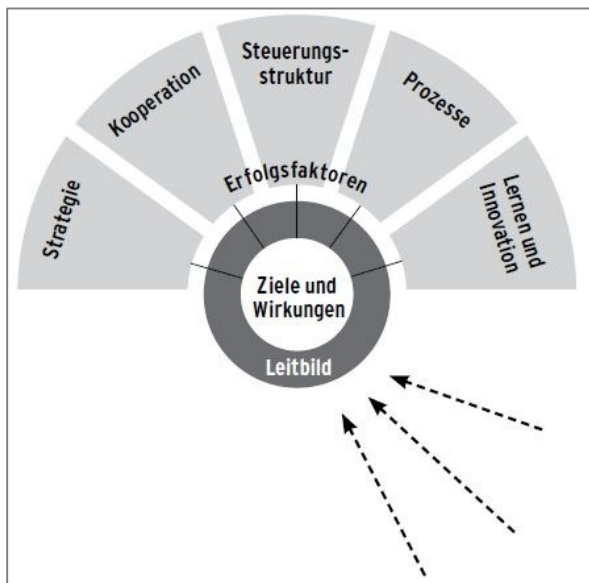 Strategie
Kooperation
Steuerungs-
struktur
Prozesse
Lernen und
Innovation
Erfolgsfaktoren
Ziele und
Wirkungen
Leitbild